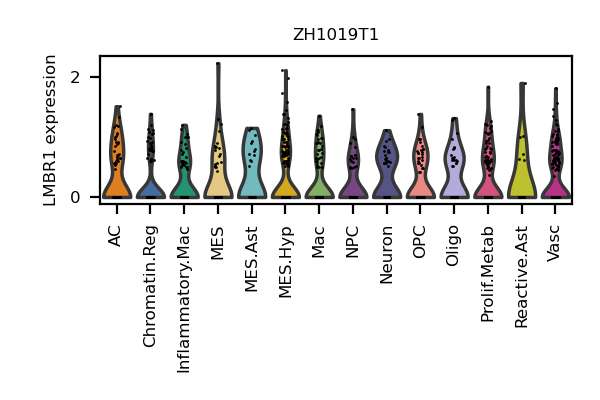 ZH1019T1
LMBR1 expression
2
0
AC
Chromatin.Reg
Inflammatory.Mac
MES
MES.Ast
MES.Hyp
Mac
NPC
Neuron
OPC
Oligo
Prolif.Metab
Reactive.Ast
Vasc